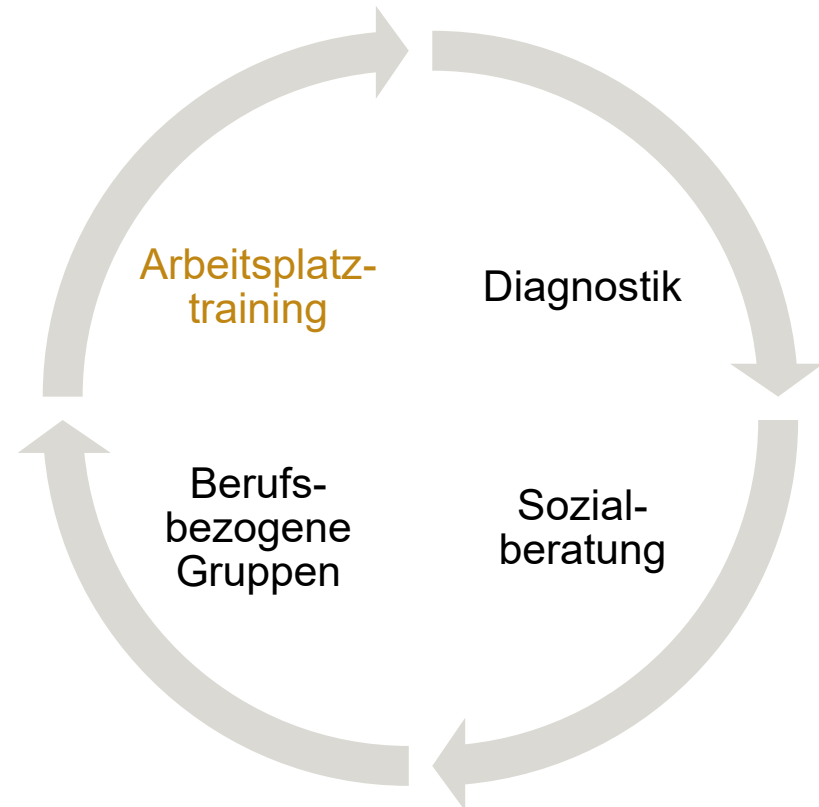 Arbeitsplatz-
training
Diagnostik
Berufs-
bezogene
Gruppen
Sozial-
beratung